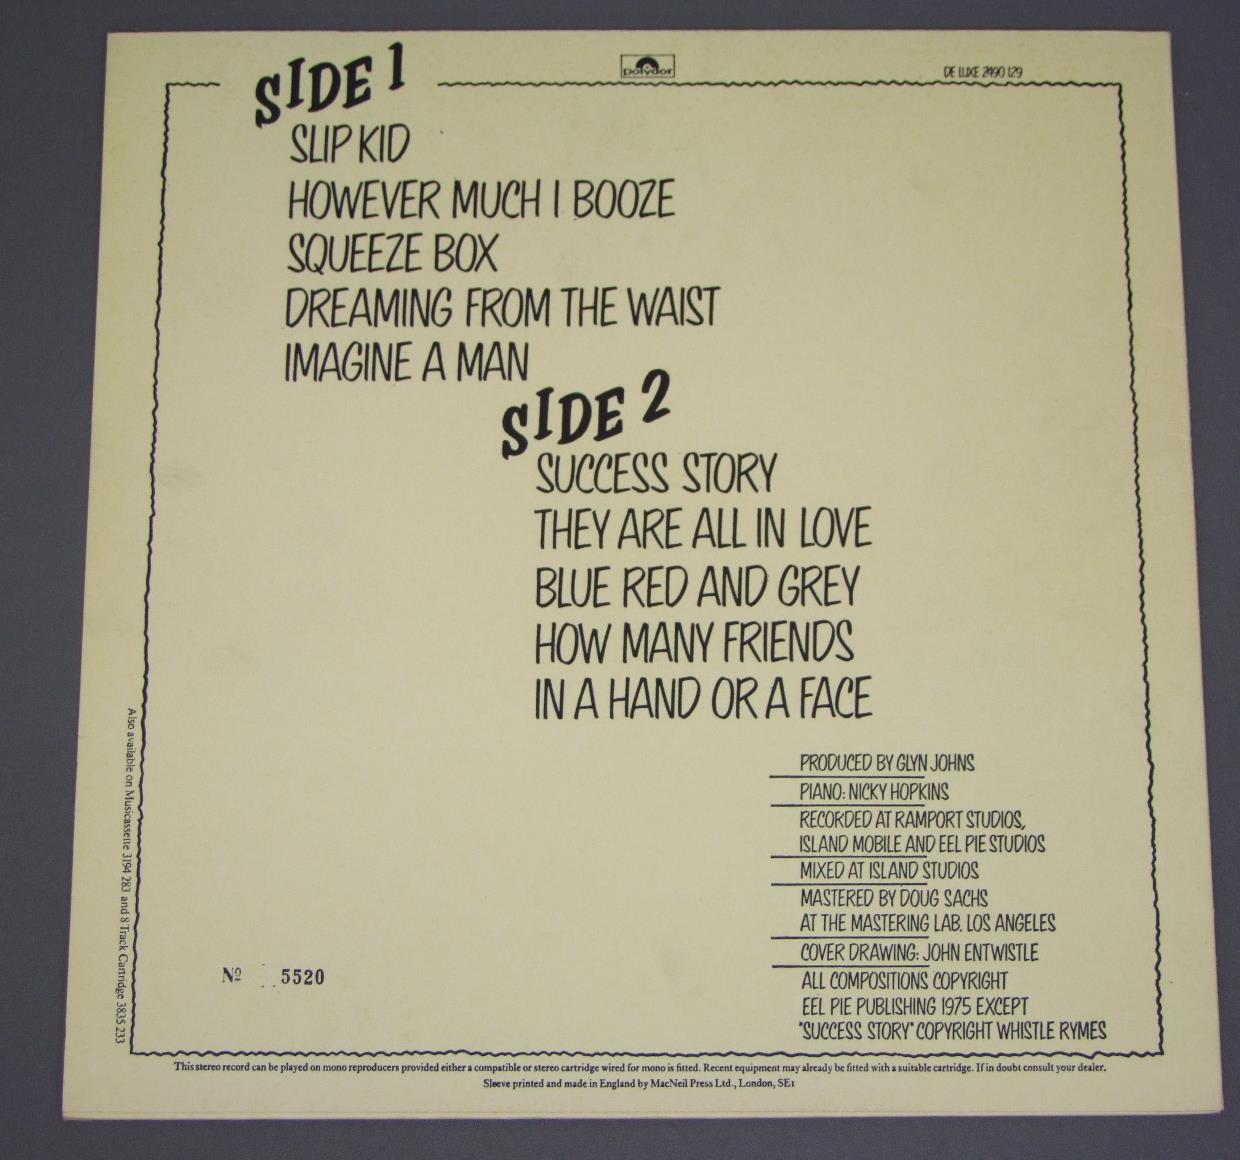 SIDE 1
polydor
DE LUXE 2490 129
SLIP KID
HOWEVER MUCH I BOOZE
SQUEEZE BOX
DREAMING FROM THE WAIST
IMAGINE A MAN
SIDE 2
SUCCESS STORY
THEY ARE ALL IN LOVE
BLUE RED AND GREY
HOW MANY FRIENDS
IN A HAND OR A FACE
PRODUCED BY GLYN JOHNS
PIANO: NICKY HOPKINS
RECORDED AT RAMPORT STUDIOS,
ISLAND MOBILE AND EEL PIE STUDIOS
MIXED AT ISLAND STUDIOS
MASTERED BY DOUG SACHS
AT THE MASTERING LAB. LOS ANGELES
COVER DRAWING: JOHN ENTWISTLE
ALL COMPOSITIONS COPYRIGHT
EEL PIE PUBLISHING 1975 EXCEPT
"SUCCESS STORY" COPYRIGHT WHISTLE RYMES
Nº 5520
Also available on Musicassette 3194 283 and 8 Track Cartridge 3835 233
This stereo record can be played on mono reproducers provided either a compatible or stereo cartridge wired for mono is fitted. Recent equipment may already be fitted with a suitable cartridge. If in doubt consult your dealer.
Sleeve printed and made in England by MacNeil Press Ltd., London, SE1